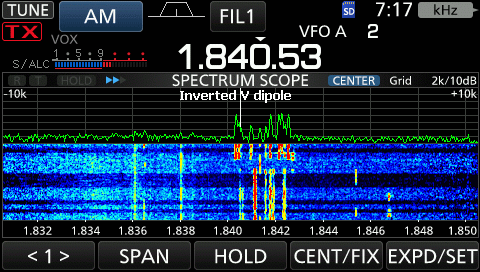 TUNE AM FIL1 SD 7:17 kHz
TX VOX VFO A 2
1 · 5 · 9
S/ALC 1.840.53
R T HOLD SPECTRUM SCOPE CENTER Grid 2k/10dB
-10k Inverted V dipole +10k
1.832 1.834 1.836 1.838 1.840 1.842 1.844 1.846 1.848 1.850
< 1 > SPAN HOLD CENT/FIX EXPD/SET